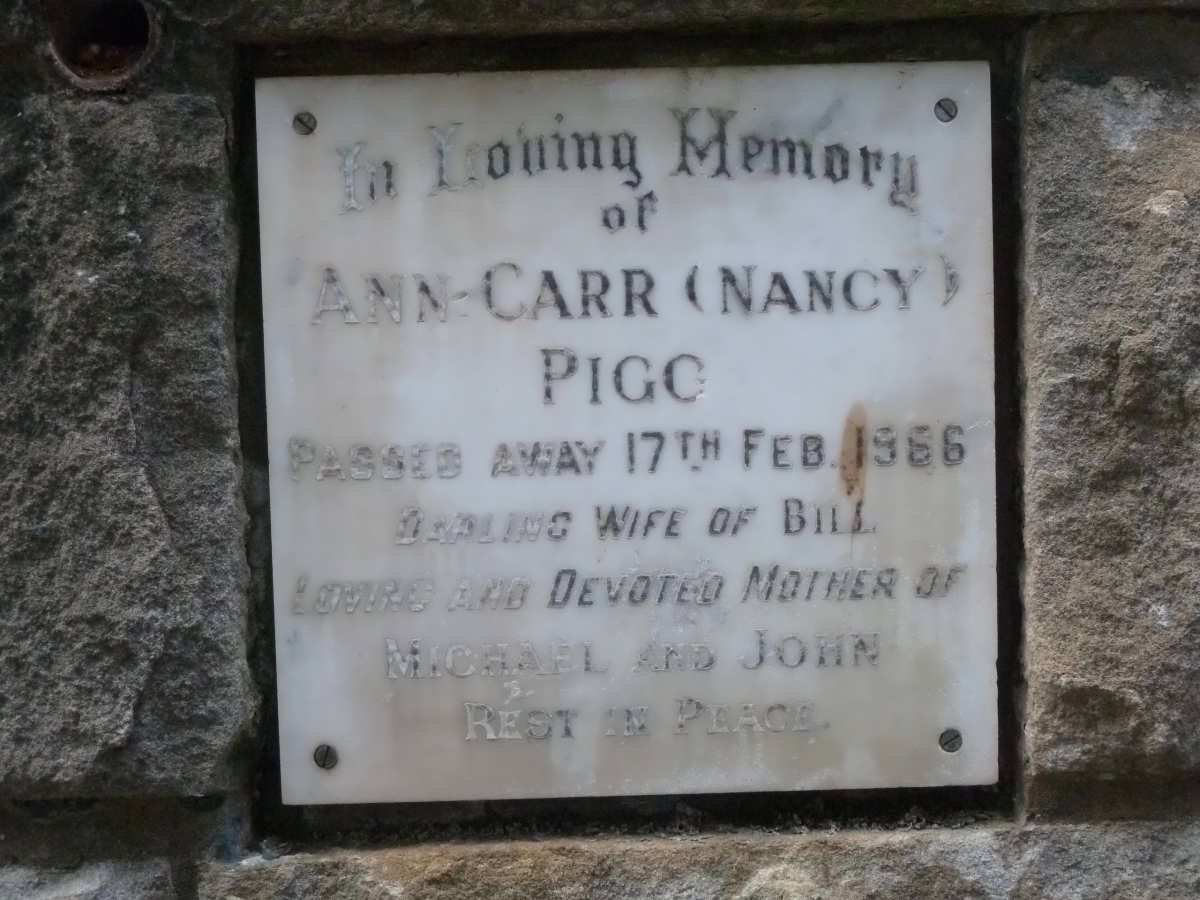 In Loving Memory
of
ANN CARR (NANCY)
PIGG
PASSED AWAY 17TH FEB. 1966
DARLING WIFE OF BILL
LOVING AND DEVOTED MOTHER OF
MICHAEL AND JOHN
REST IN PEACE.